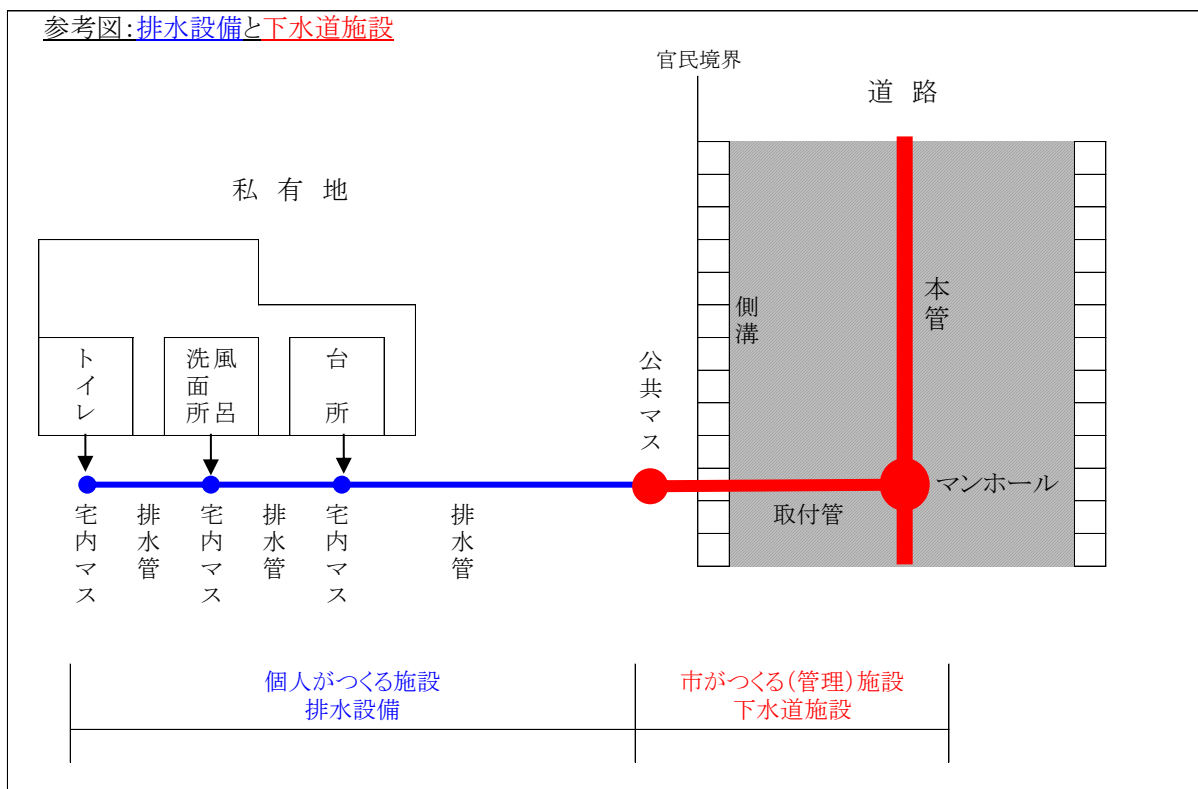 参考図:排水設備と下水道施設
官民境界
道 路
私 有 地
トイレ
洗面所
風呂
台所
公共マス
側溝
本管
マンホール
取付管
宅内マス
排水管
宅内マス
排水管
宅内マス
排水管
個人がつくる施設
排水設備
市がつくる(管理)施設
下水道施設